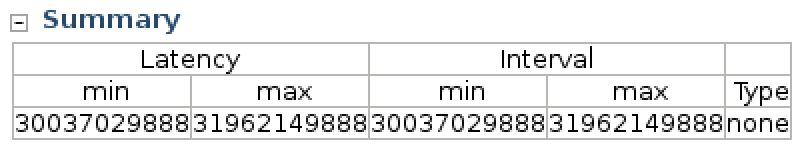 Summary
Latency Interval
min max min max Type
30037029888 31962149888 30037029888 31962149888 none